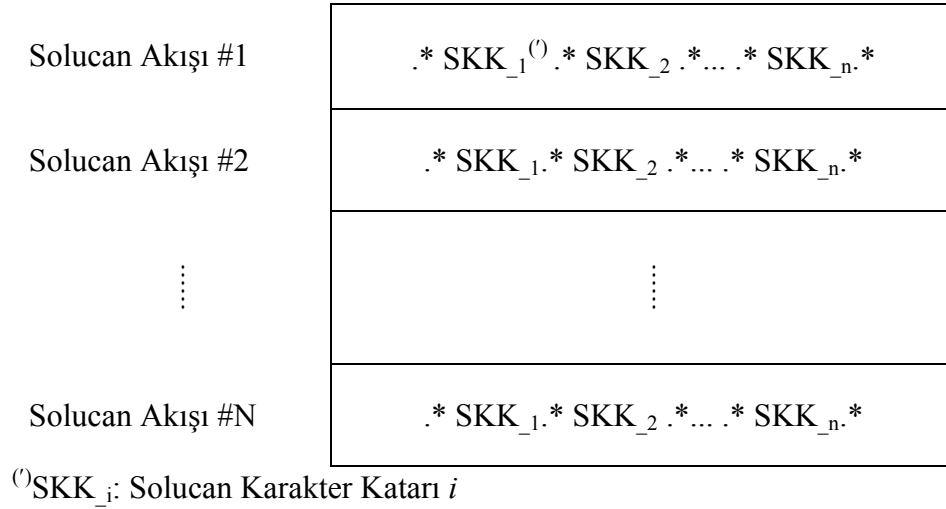 Solucan Akışı #1 .* SKK_1(′) .* SKK_2 .*... .* SKK_n.*
Solucan Akışı #2 .* SKK_1.* SKK_2 .*... .* SKK_n.*
Solucan Akışı #N .* SKK_1.* SKK_2 .*... .* SKK_n.*
(′)SKK_i: Solucan Karakter Katarı i